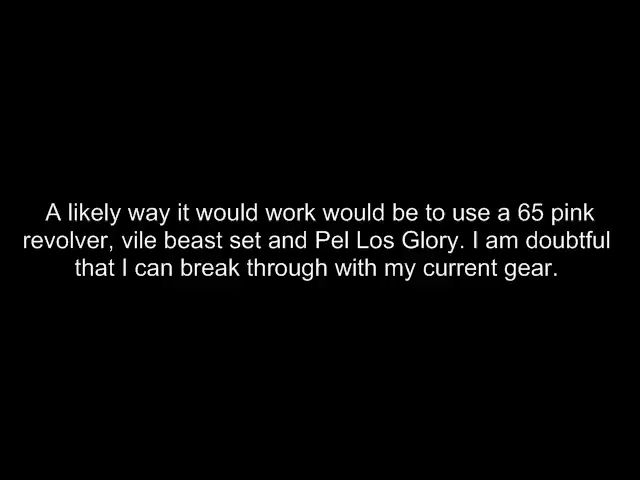 A likely way it would work would be to use a 65 pink
revolver, vile beast set and Pel Los Glory. I am doubtful
that I can break through with my current gear.